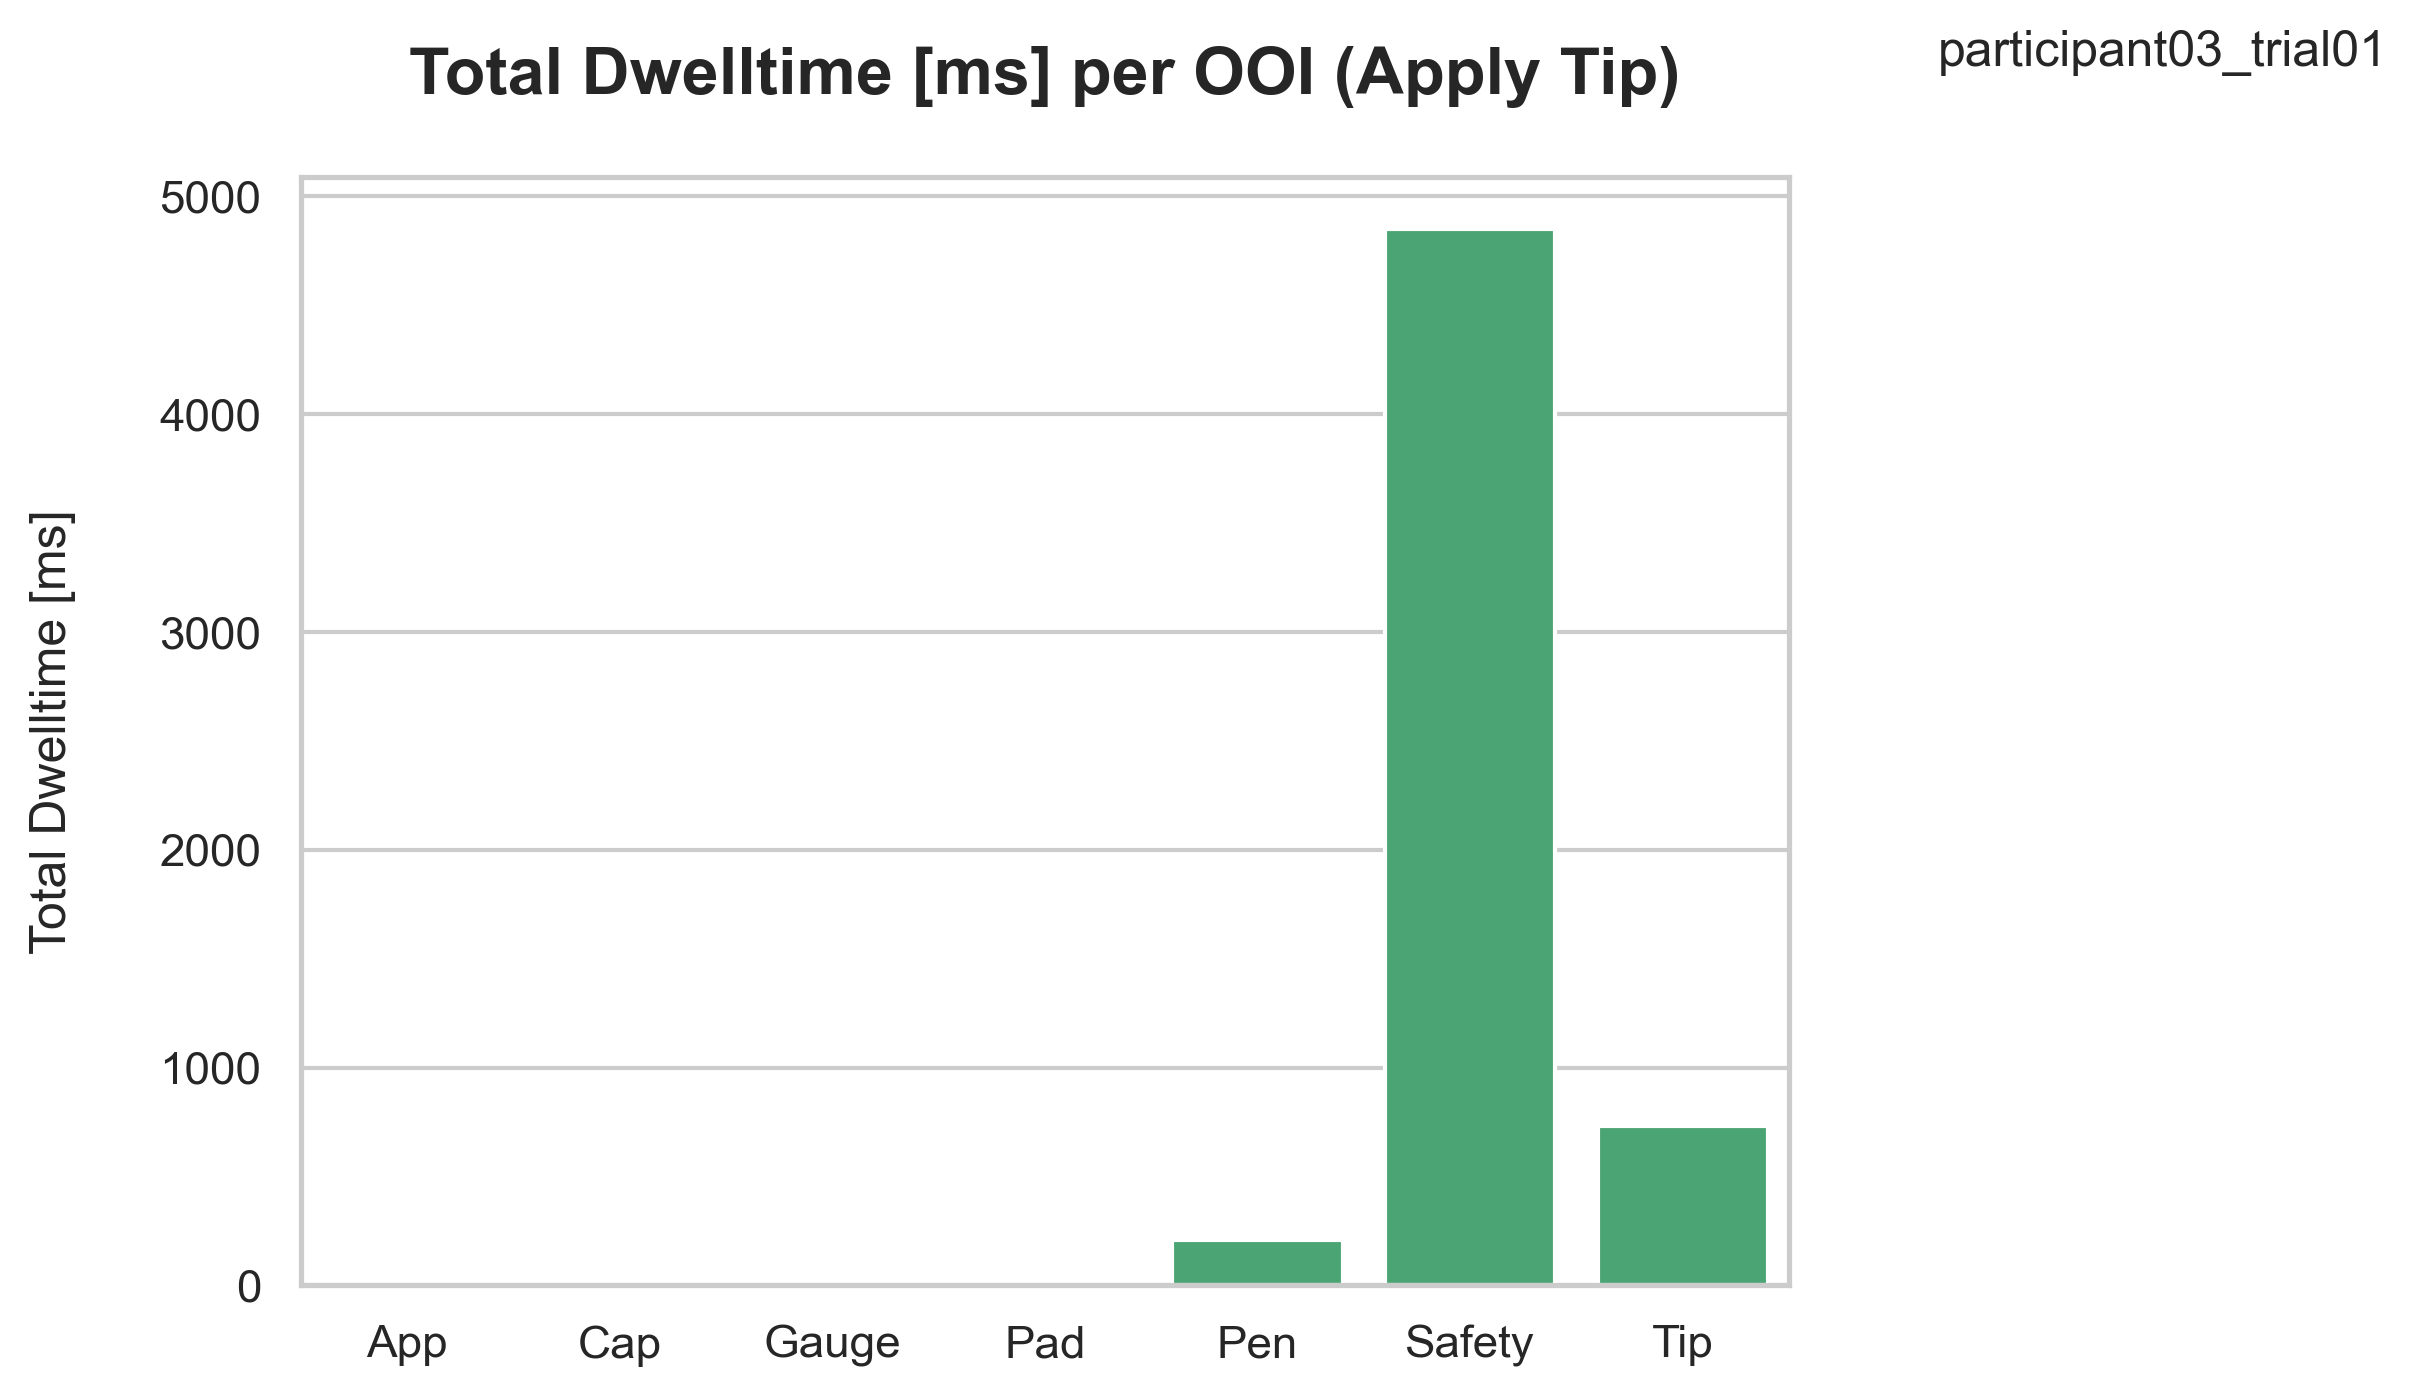 participant03_trial01
Total Dwelltime [ms] per OOI (Apply Tip)
Total Dwelltime [ms]
5000
4000
3000
2000
1000
0
App Cap Gauge Pad Pen Safety Tip